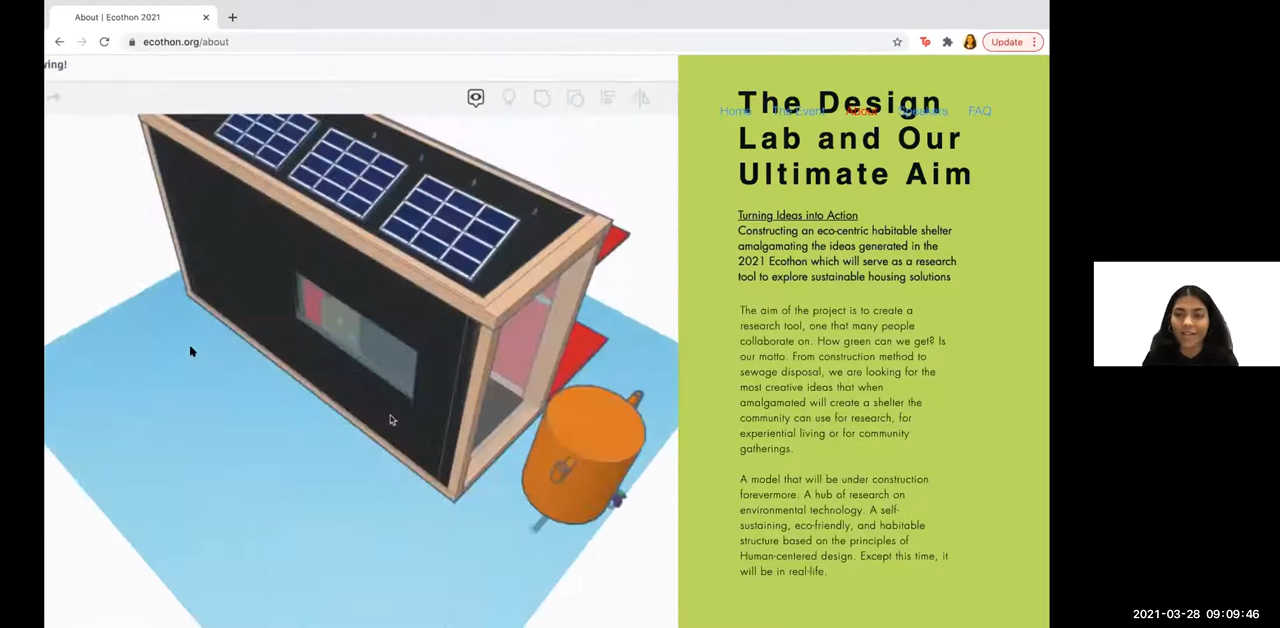 About | Ecothon 2021
ecothon.org/about
Update
ving!
The Design
Home The Event About Speakers FAQ
Lab and Our
Ultimate Aim
Turning Ideas into Action
Constructing an eco-centric habitable shelter
amalgamating the ideas generated in the
2021 Ecothon which will serve as a research
tool to explore sustainable housing solutions
The aim of the project is to create a
research tool, one that many people
collaborate on. How green can we get? Is
our motto. From construction method to
sewage disposal, we are looking for the
most creative ideas that when
amalgamated will create a shelter the
community can use for research, for
experiential living or for community
gatherings.
A model that will be under construction
forevermore. A hub of research on
environmental technology. A self-
sustaining, eco-friendly, and habitable
structure based on the principles of
Human-centered design. Except this time, it
will be in real-life.
Tp
2021-03-28 09:09:46